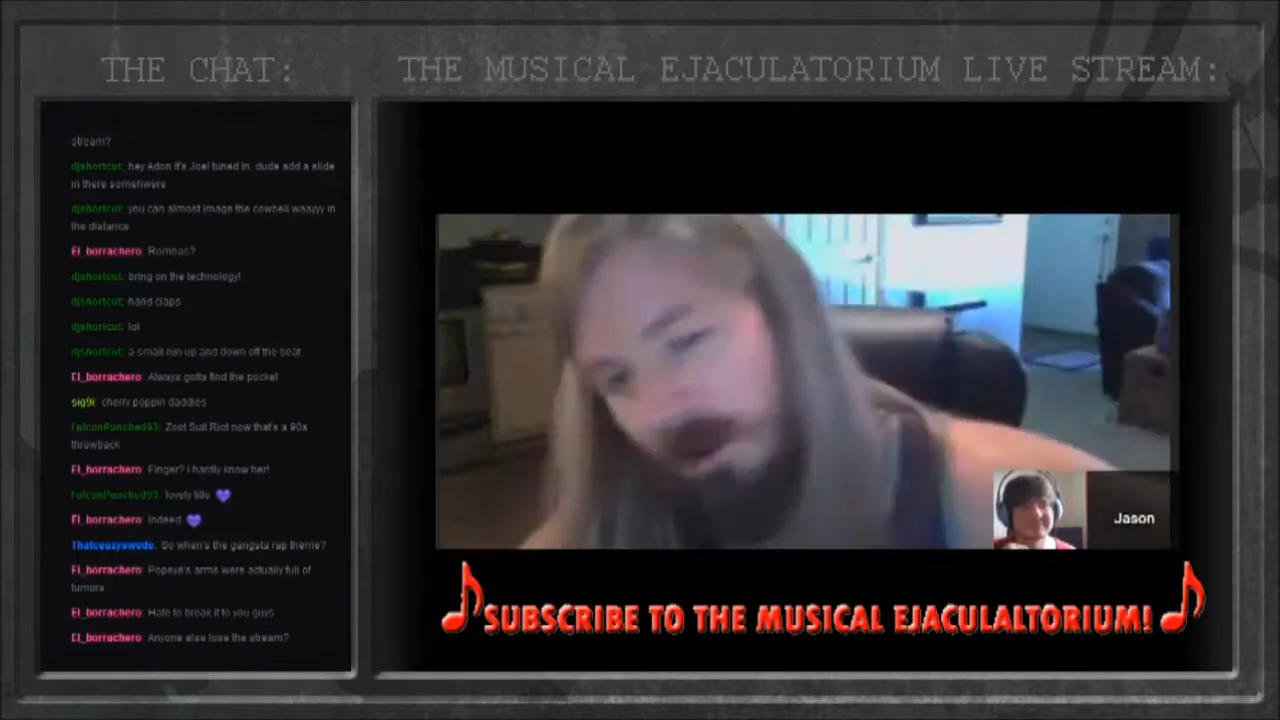 THE CHAT:
THE MUSICAL EJACULATORIUM LIVE STREAM:
stream?
djshortcut: hey Adon it's Joel tuned in. dude add a slide
in there somehwere
djshortcut: you can almost image the cowbell waayyy in
the distance
El_borrachero: Rombas?
djshortcut: bring on the technology!
djshortcut: hand claps
djshortcut: lol
djshortcut: a small run up and down off the beat
El_borrachero: Always gotta find the pocket
sig9i: cherry poppin daddies
FulconPunched93: Zoot Suit Riot now that's a 90s
throwback
El_borrachero: Finger? I hardly know her!
FulconPunched93: lovely lille
El_borrachero: Indeed
Thatceazyswede: So when's the gangsta rap theme?
El_borrachero: Popeye's arms were actually full of
tumors
El_borrachero: Hate to break it to you guys
El_borrachero: Anyone else lose the stream?
Jason
SUBSCRIBE TO THE MUSICAL EJACULALTORIUM!